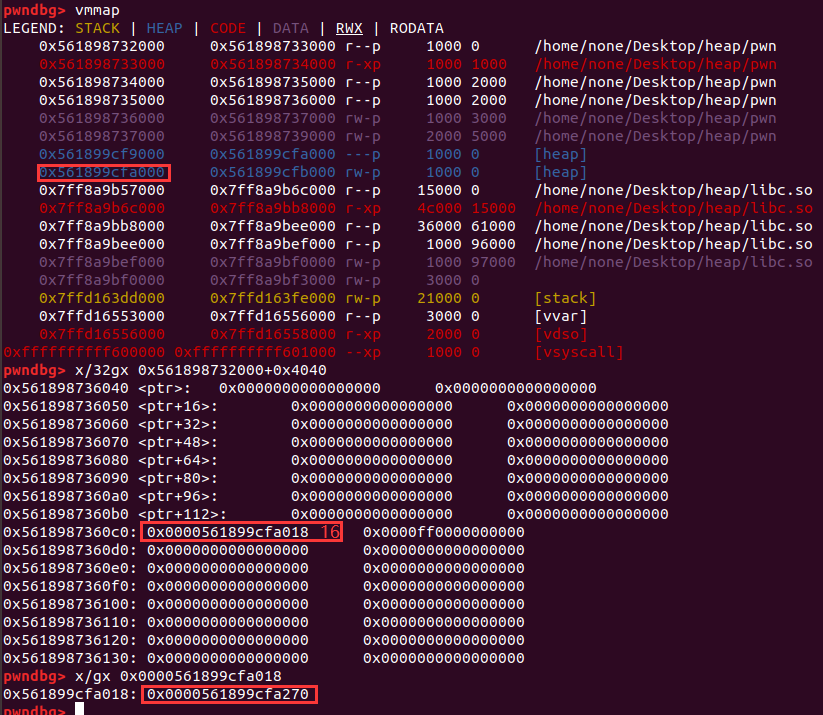 pwndbg> vmmap
LEGEND: STACK | HEAP | CODE | DATA | RWX | RODATA
0x561898732000 0x561898733000 r--p 1000 0 /home/none/Desktop/heap/pwn
0x561898733000 0x561898734000 r-xp 1000 1000 /home/none/Desktop/heap/pwn
0x561898734000 0x561898735000 r--p 1000 2000 /home/none/Desktop/heap/pwn
0x561898735000 0x561898736000 r--p 1000 2000 /home/none/Desktop/heap/pwn
0x561898736000 0x561898737000 rw-p 1000 3000 /home/none/Desktop/heap/pwn
0x561898737000 0x561898739000 rw-p 2000 5000 /home/none/Desktop/heap/pwn
0x561899cf9000 0x561899cfa000 ---p 1000 0 [heap]
0x561899cfa000 0x561899cfb000 rw-p 1000 0 [heap]
0x7ff8a9b57000 0x7ff8a9b6c000 r--p 15000 0 /home/none/Desktop/heap/libc.so
0x7ff8a9b6c000 0x7ff8a9bb8000 r-xp 4c000 15000 /home/none/Desktop/heap/libc.so
0x7ff8a9bb8000 0x7ff8a9bee000 r--p 36000 61000 /home/none/Desktop/heap/libc.so
0x7ff8a9bee000 0x7ff8a9bef000 r--p 1000 96000 /home/none/Desktop/heap/libc.so
0x7ff8a9bef000 0x7ff8a9bf0000 rw-p 1000 97000 /home/none/Desktop/heap/libc.so
0x7ff8a9bf0000 0x7ff8a9bf3000 rw-p 3000 0
0x7ffd163dd000 0x7ffd163fe000 rw-p 21000 0 [stack]
0x7ffd16553000 0x7ffd16556000 r--p 3000 0 [vvar]
0x7ffd16556000 0x7ffd16558000 r-xp 2000 0 [vdso]
0xffffffffff600000 0xffffffffff601000 --xp 1000 0 [vsyscall]
pwndbg> x/32gx 0x561898732000+0x4040
0x561898736040 <ptr>: 0x0000000000000000 0x0000000000000000
0x561898736050 <ptr+16>: 0x0000000000000000 0x0000000000000000
0x561898736060 <ptr+32>: 0x0000000000000000 0x0000000000000000
0x561898736070 <ptr+48>: 0x0000000000000000 0x0000000000000000
0x561898736080 <ptr+64>: 0x0000000000000000 0x0000000000000000
0x561898736090 <ptr+80>: 0x0000000000000000 0x0000000000000000
0x5618987360a0 <ptr+96>: 0x0000000000000000 0x0000000000000000
0x5618987360b0 <ptr+112>: 0x0000000000000000 0x0000000000000000
0x5618987360c0: 0x0000561899cfa018 16 0x0000ff0000000000
0x5618987360d0: 0x0000000000000000 0x0000000000000000
0x5618987360e0: 0x0000000000000000 0x0000000000000000
0x5618987360f0: 0x0000000000000000 0x0000000000000000
0x561898736100: 0x0000000000000000 0x0000000000000000
0x561898736110: 0x0000000000000000 0x0000000000000000
0x561898736120: 0x0000000000000000 0x0000000000000000
0x561898736130: 0x0000000000000000 0x0000000000000000
pwndbg> x/gx 0x0000561899cfa018
0x561899cfa018: 0x0000561899cfa270
pwndbg>